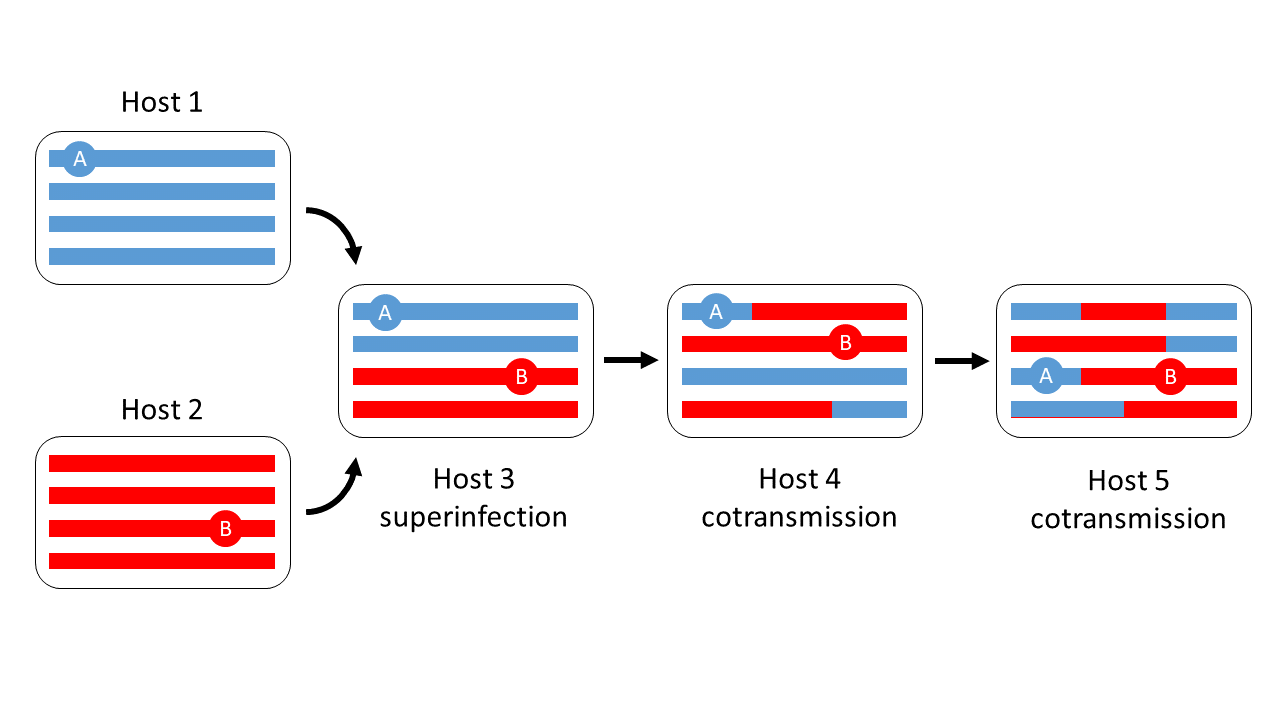 Host 1
A
Host 2
B
A
B
Host 3
superinfection
A
B
Host 4
cotransmission
A
B
Host 5
cotransmission